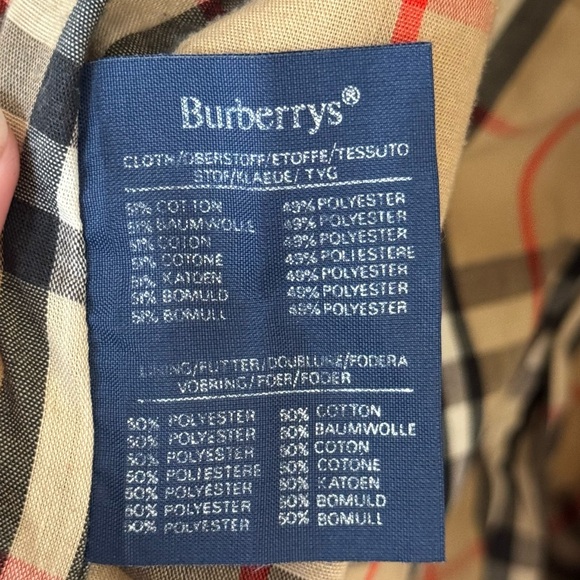 Burberrys®
CLOTH/OBERSTOFF/ETOFFE/TESSUTO
STOF/KLAEDE/TYG
51% COTTON 49% POLYESTER
51% BAUMWOLLE 49% POLYESTER
51% COTON 49% POLYESTER
51% COTONE 49% POLIESTERE
51% KATOEN 49% POLYESTER
51% BOMULD 49% POLYESTER
51% BOMULL 49% POLYESTER
LINING/FUTTER/DOUBLURE/FODERA
VOERING/FOER/FODER
50% POLYESTER 50% COTTON
50% POLYESTER 50% BAUMWOLLE
50% POLYESTER 50% COTON
50% POLIESTERE 50% COTONE
50% POLYESTER 50% KATOEN
50% POLYESTER 50% BOMULD
50% POLYESTER 50% BOMULL